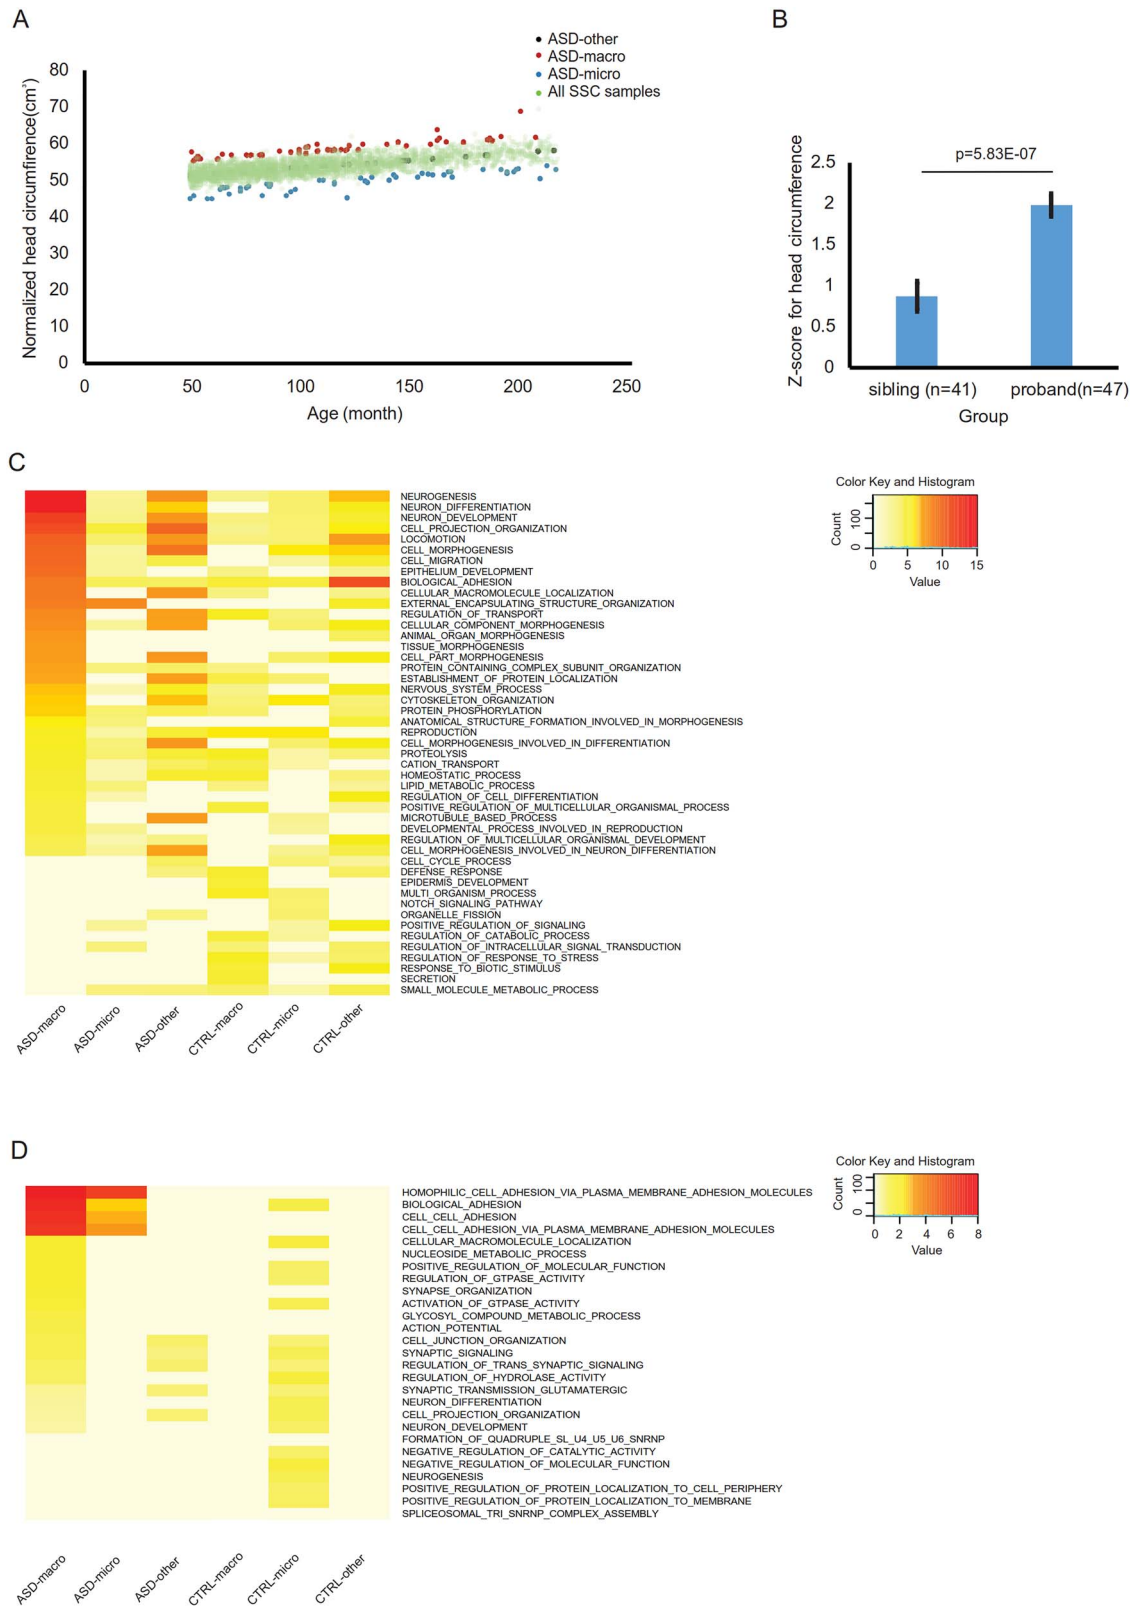 A
ASD-other
ASD-macro
ASD-micro
All SSC samples
Normalized head circumfirence(cm³)
80
70
60
50
40
30
20
10
0
0 50 100 150 200 250
Age (month)
B
p=5.83E-07
Z-score for head circumference
2.5
2
1.5
1
0.5
0
sibling (n=41) proband(n=47)
Group
C
NEUROGENESIS
NEURON_DIFFERENTIATION
NEURON_DEVELOPMENT
CELL_PROJECTION_ORGANIZATION
LOCOMOTION
CELL_MORPHOGENESIS
CELL_MIGRATION
EPITHELIUM_DEVELOPMENT
BIOLOGICAL_ADHESION
CELLULAR_MACROMOLECULE_LOCALIZATION
EXTERNAL_ENCAPSULATING_STRUCTURE_ORGANIZATION
REGULATION_OF_TRANSPORT
CELLULAR_COMPONENT_MORPHOGENESIS
ANIMAL_ORGAN_MORPHOGENESIS
TISSUE_MORPHOGENESIS
CELL_PART_MORPHOGENESIS
PROTEIN_CONTAINING_COMPLEX_SUBUNIT_ORGANIZATION
ESTABLISHMENT_OF_PROTEIN_LOCALIZATION
NERVOUS_SYSTEM_PROCESS
CYTOSKELETON_ORGANIZATION
PROTEIN_PHOSPHORYLATION
ANATOMICAL_STRUCTURE_FORMATION_INVOLVED_IN_MORPHOGENESIS
REPRODUCTION
CELL_MORPHOGENESIS_INVOLVED_IN_DIFFERENTIATION
PROTEOLYSIS
CATION_TRANSPORT
HOMEOSTATIC_PROCESS
LIPID_METABOLIC_PROCESS
REGULATION_OF_CELL_DIFFERENTIATION
POSITIVE_REGULATION_OF_MULTICELLULAR_ORGANISMAL_PROCESS
MICROTUBULE_BASED_PROCESS
DEVELOPMENTAL_PROCESS_INVOLVED_IN_REPRODUCTION
REGULATION_OF_MULTICELLULAR_ORGANISMAL_DEVELOPMENT
CELL_MORPHOGENESIS_INVOLVED_IN_NEURON_DIFFERENTIATION
CELL_CYCLE_PROCESS
DEFENSE_RESPONSE
EPIDERMIS_DEVELOPMENT
MULTI_ORGANISM_PROCESS
NOTCH_SIGNALING_PATHWAY
ORGANELLE_FISSION
POSITIVE_REGULATION_OF_SIGNALING
REGULATION_OF_CATABOLIC_PROCESS
REGULATION_OF_INTRACELLULAR_SIGNAL_TRANSDUCTION
REGULATION_OF_RESPONSE_TO_STRESS
RESPONSE_TO_BIOTIC_STIMULUS
SECRETION
SMALL_MOLECULE_METABOLIC_PROCESS
ASD-macro ASD-micro ASD-other CTRL-macro CTRL-micro CTRL-other
Color Key and Histogram
Count
0 100
0 5 10 15
Value
D
HOMOPHILIC_CELL_ADHESION_VIA_PLASMA_MEMBRANE_ADHESION_MOLECULES
BIOLOGICAL_ADHESION
CELL_CELL_ADHESION
CELL_CELL_ADHESION_VIA_PLASMA_MEMBRANE_ADHESION_MOLECULES
CELLULAR_MACROMOLECULE_LOCALIZATION
NUCLEOSIDE_METABOLIC_PROCESS
POSITIVE_REGULATION_OF_MOLECULAR_FUNCTION
REGULATION_OF_GTPASE_ACTIVITY
SYNAPSE_ORGANIZATION
ACTIVATION_OF_GTPASE_ACTIVITY
GLYCOSYL_COMPOUND_METABOLIC_PROCESS
ACTION_POTENTIAL
CELL_JUNCTION_ORGANIZATION
SYNAPTIC_SIGNALING
REGULATION_OF_TRANS_SYNAPTIC_SIGNALING
REGULATION_OF_HYDROLASE_ACTIVITY
SYNAPTIC_TRANSMISSION_GLUTAMATERGIC
NEURON_DIFFERENTIATION
CELL_PROJECTION_ORGANIZATION
NEURON_DEVELOPMENT
FORMATION_OF_QUADRUPLE_SL_U4_U5_U6_SNRNP
NEGATIVE_REGULATION_OF_CATALYTIC_ACTIVITY
NEGATIVE_REGULATION_OF_MOLECULAR_FUNCTION
NEUROGENESIS
POSITIVE_REGULATION_OF_PROTEIN_LOCALIZATION_TO_CELL_PERIPHERY
POSITIVE_REGULATION_OF_PROTEIN_LOCALIZATION_TO_MEMBRANE
SPLICEOSOMAL_TRI_SNRNP_COMPLEX_ASSEMBLY
ASD-macro ASD-micro ASD-other CTRL-macro CTRL-micro CTRL-other
Color Key and Histogram
Count
0 100
0 2 4 6 8
Value